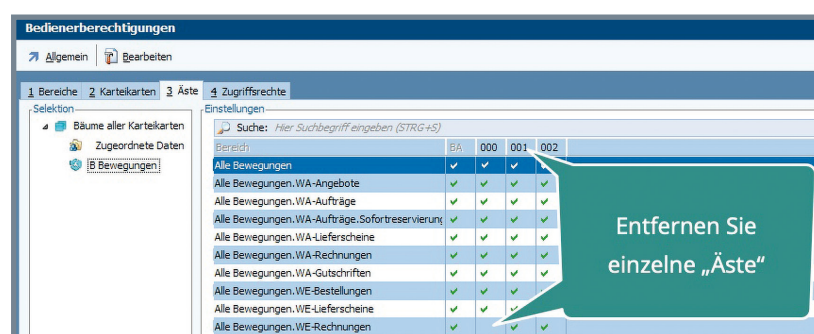 Bedienerberechtigungen
Allgemein Bearbeiten
1 Bereiche 2 Karteikarten 3 Äste 4 Zugriffsrechte
Selektion
Bäume aller Karteikarten
Zugeordnete Daten
B Bewegungen
Einstellungen
Suche: Hier Suchbegriff eingeben (STRG+S)
Bereich BA 000 001 002
Alle Bewegungen
Alle Bewegungen.WA-Angebote
Alle Bewegungen.WA-Aufträge
Alle Bewegungen.WA-Aufträge.Sofortreservierung
Alle Bewegungen.WA-Lieferscheine
Alle Bewegungen.WA-Rechnungen
Alle Bewegungen.WA-Gutschriften
Alle Bewegungen.WE-Bestellungen
Alle Bewegungen.WE-Lieferscheine
Alle Bewegungen.WE-Rechnungen
Entfernen Sie
einzelne „Äste“